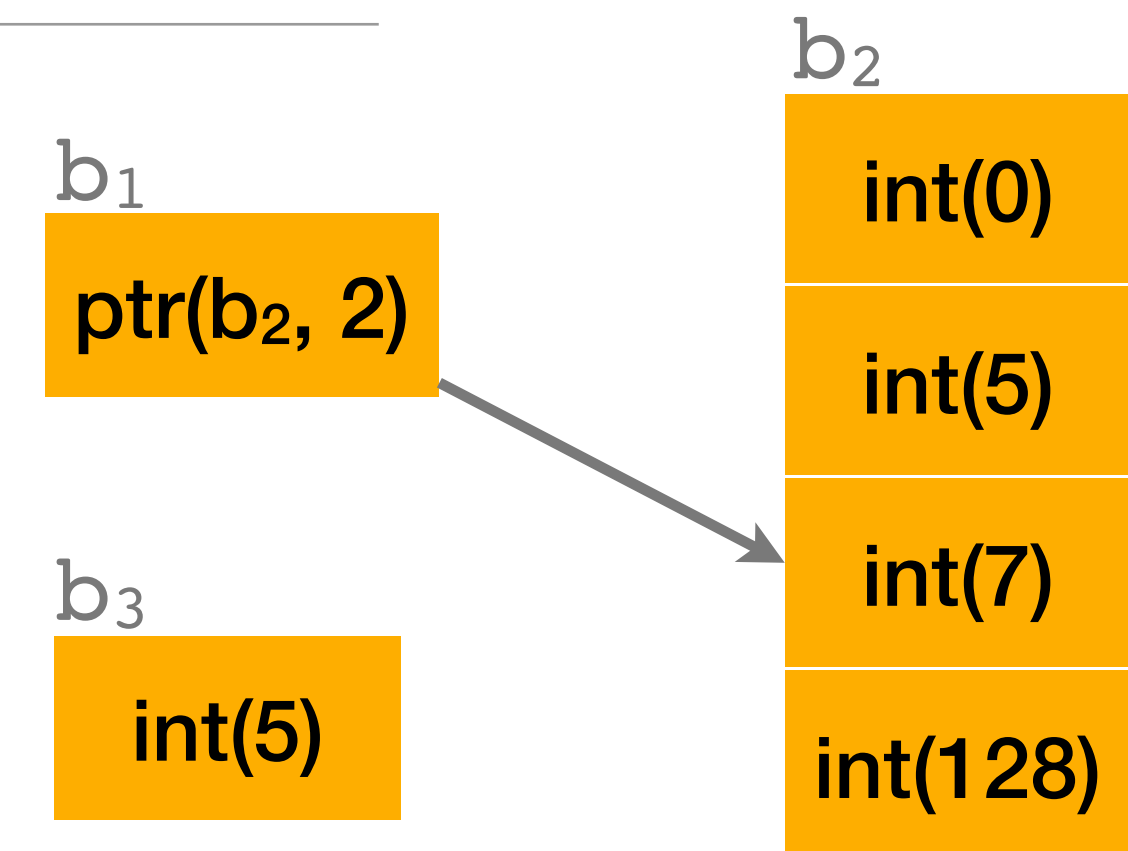 b₁
ptr(b₂, 2)
b₃
int(5)
b₂
int(0)
int(5)
int(7)
int(128)